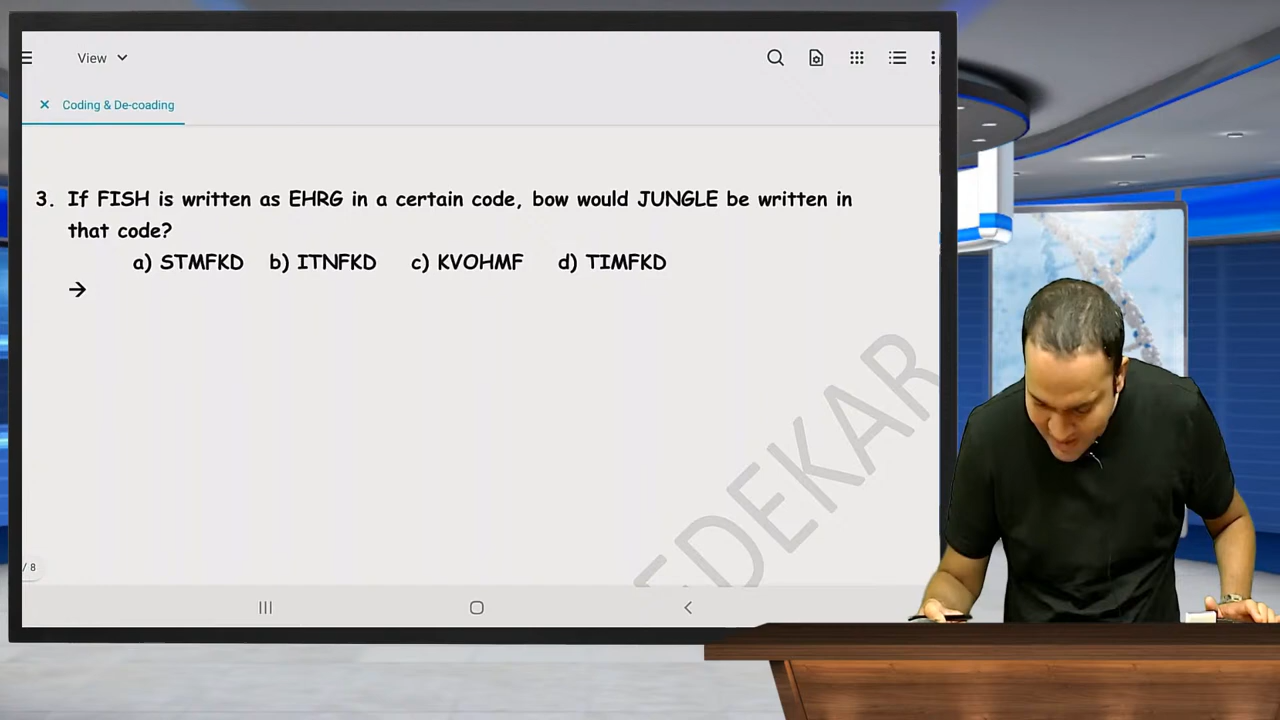 View
Coding & De-coading
3. If FISH is written as EHRG in a certain code, bow would JUNGLE be written in
that code?
a) STMFKD b) ITNFKD c) KVOHMF d) TIMFKD
→
/ 8
EDEKAR